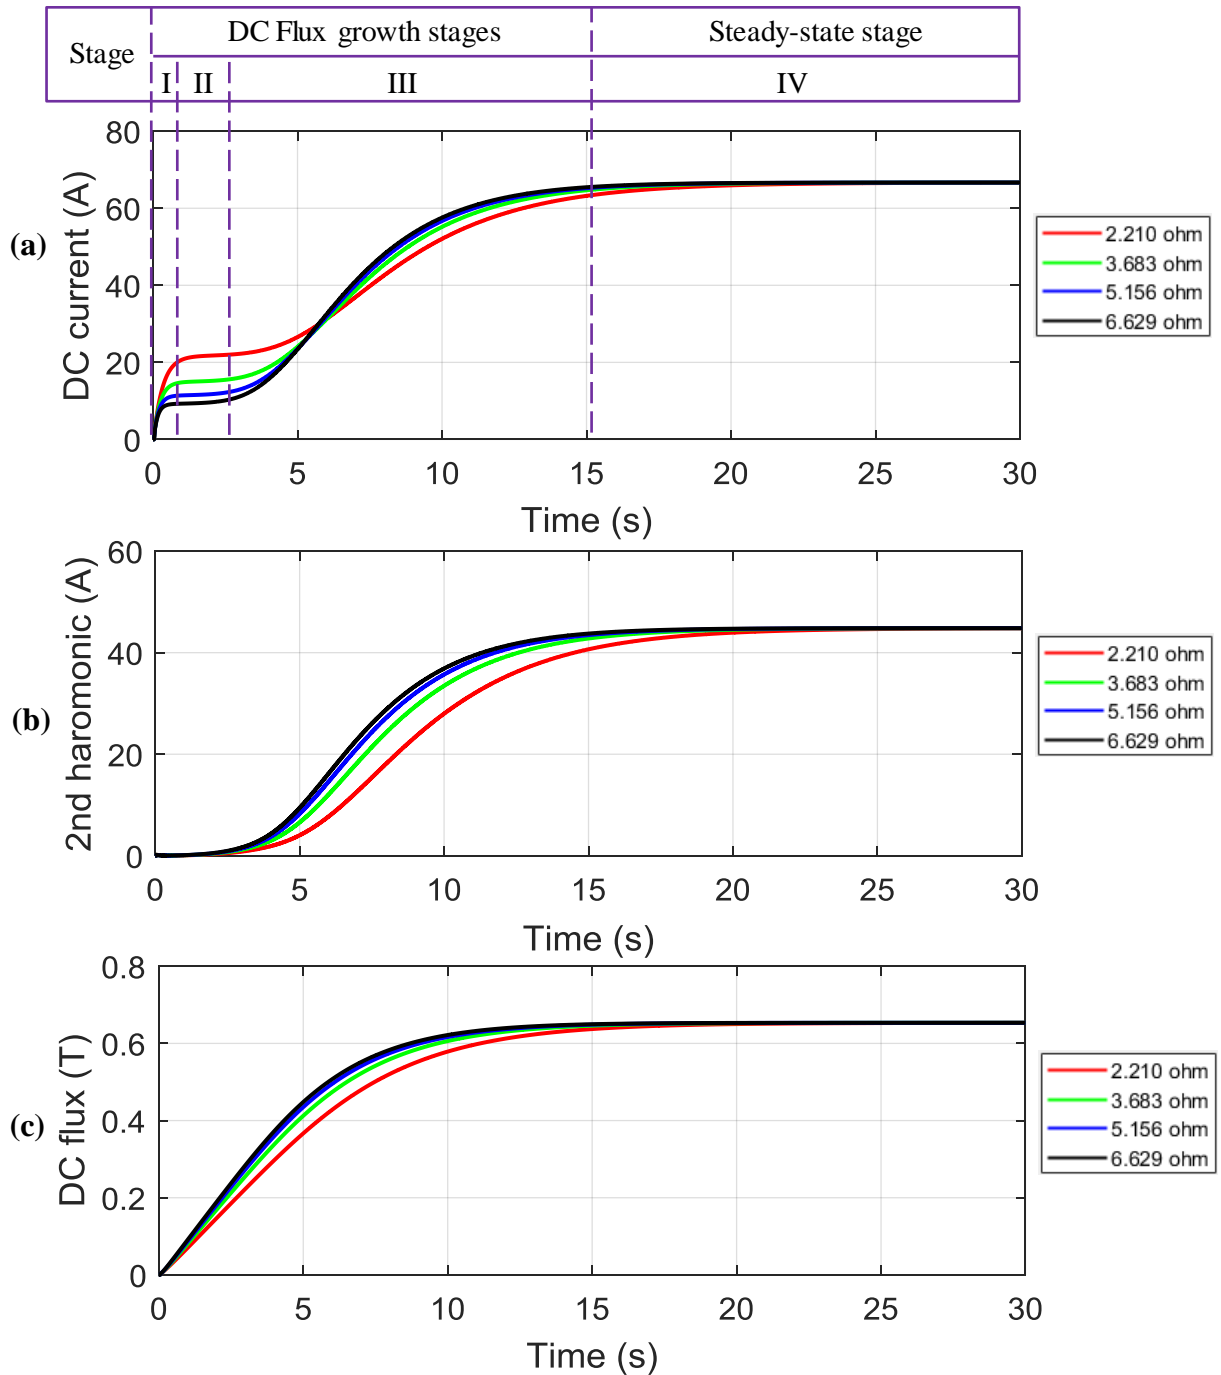 Stage
DC Flux growth stages
Steady-state stage
I
II
III
IV
(a)
DC current (A)
80
60
40
20
0
0 5 10 15 20 25 30
Time (s)
2.210 ohm
3.683 ohm
5.156 ohm
6.629 ohm
(b)
2nd haromonic (A)
60
40
20
0
0 5 10 15 20 25 30
Time (s)
2.210 ohm
3.683 ohm
5.156 ohm
6.629 ohm
(c)
DC flux (T)
0.8
0.6
0.4
0.2
0
0 5 10 15 20 25 30
Time (s)
2.210 ohm
3.683 ohm
5.156 ohm
6.629 ohm